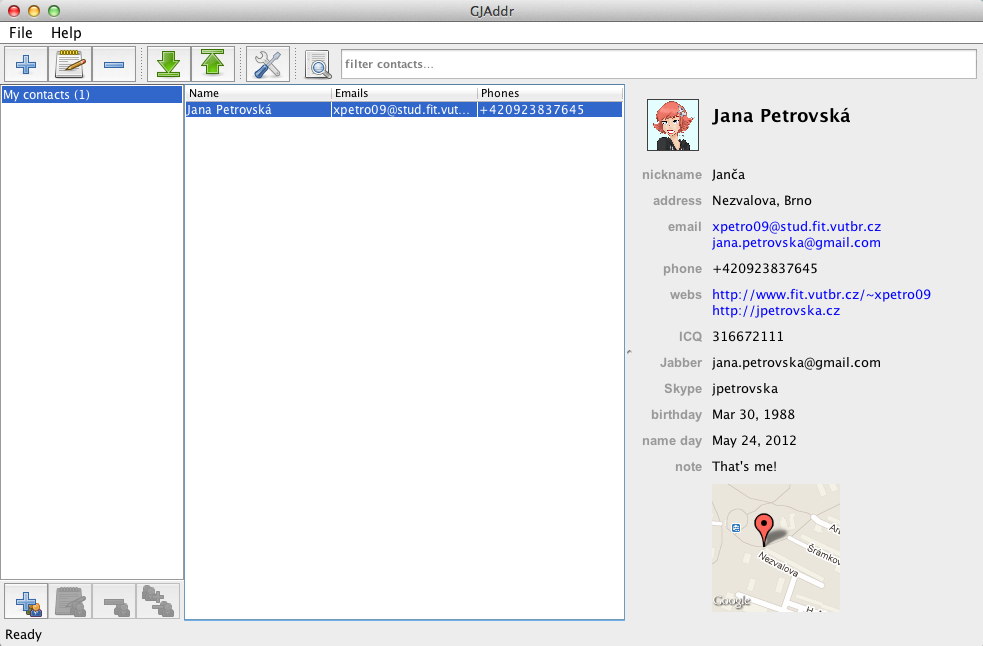 GJAddr
File Help
filter contacts...
My contacts (1)
Name Emails Phones
Jana Petrovská xpetro09@stud.fit.vut... +420923837645
Jana Petrovská
nickname Janča
address Nezvalova, Brno
email xpetro09@stud.fit.vutbr.cz
jana.petrovska@gmail.com
phone +420923837645
webs http://www.fit.vutbr.cz/~xpetro09
http://jpetrovska.cz
ICQ 316672111
Jabber jana.petrovska@gmail.com
Skype jpetrovska
birthday Mar 30, 1988
name day May 24, 2012
note That's me!
Šrámkov
Nezvalova
Google
Ready